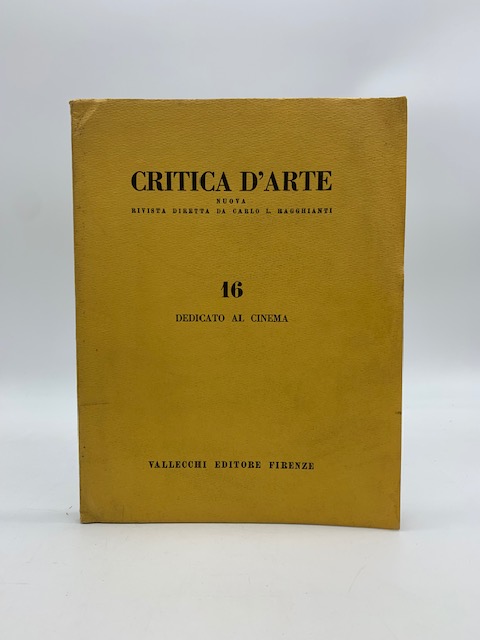 CRITICA D'ARTE
NUOVA
RIVISTA DIRETTA DA CARLO L. RAGGHIANTI
16
DEDICATO AL CINEMA
VALLECCHI EDITORE FIRENZE